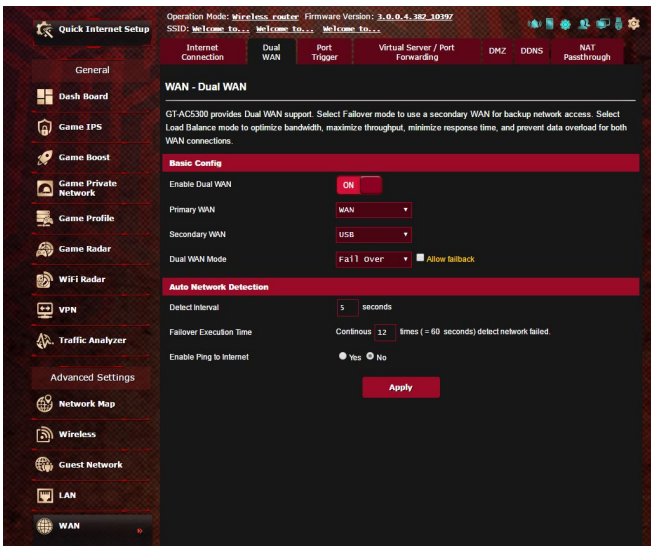 Quick Internet Setup
Operation Mode: Wireless router Firmware Version: 3.0.0.4.382_10397
SSID: Welcome to... Welcome to... Welcome to...
Internet Connection
Dual WAN
Port Trigger
Virtual Server / Port Forwarding
DMZ
DDNS
NAT Passthrough
General
Dash Board
Game IPS
Game Boost
Game Private Network
Game Profile
Game Radar
WiFi Radar
VPN
Traffic Analyzer
Advanced Settings
Network Map
Wireless
Guest Network
LAN
WAN
WAN - Dual WAN
GT-AC5300 provides Dual WAN support. Select Failover mode to use a secondary WAN for backup network access. Select
Load Balance mode to optimize bandwidth, maximize throughput, minimize response time, and prevent data overload for both
WAN connections.
Basic Config
Enable Dual WAN ON
Primary WAN WAN
Secondary WAN USB
Dual WAN Mode Fail Over Allow failback
Auto Network Detection
Detect Interval 5 seconds
Failover Execution Time Continous 12 times ( = 60 seconds) detect network failed.
Enable Ping to Internet Yes No
Apply